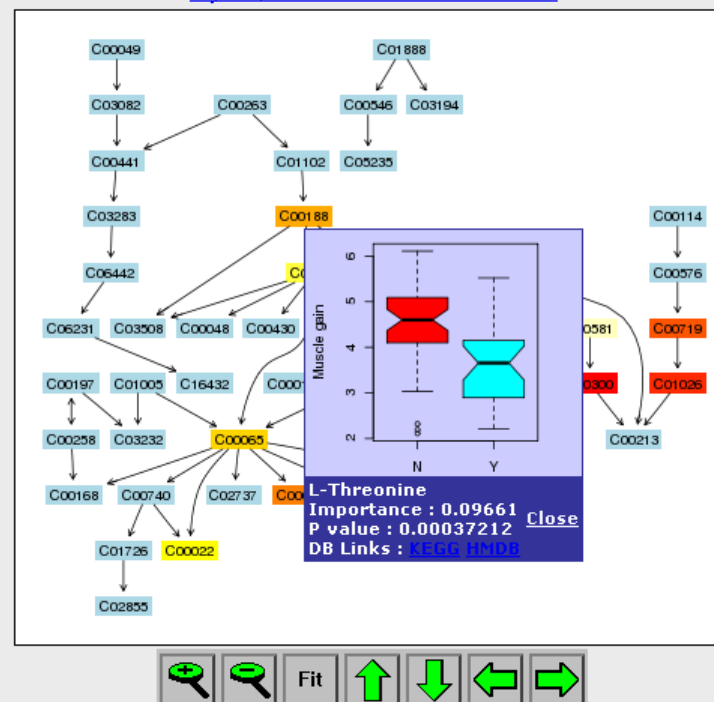 C00049
C01888
C03082
C00263
C00546
C03194
C00441
C01102
C05235
C03283
C00188
C00114
C06442
C00576
C06231
C03508
C00048
C00430
0581
C00719
C00197
C01005
C16432
0300
C01026
C00258
C03232
C00065
C00213
C00168
C00740
C02737
C01726
C00022
C02855
Muscle gain
6
5
4
3
2
N
Y
L-Threonine
Importance : 0.09661
P value : 0.00037212
Close
DB Links : KEGG HMDB
Fit